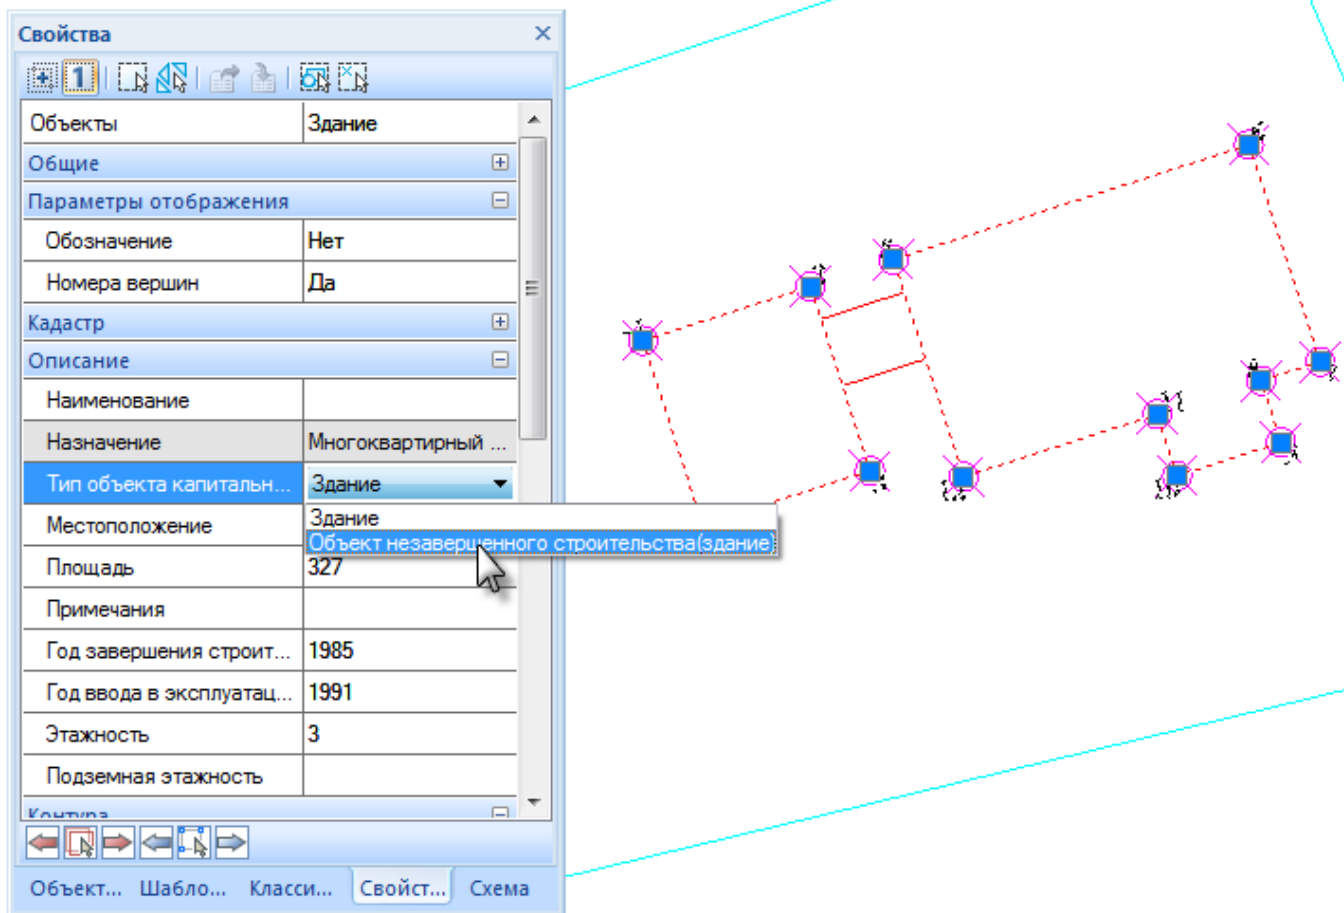 Свойства
1
Объекты Здание
Общие
Параметры отображения
Обозначение Нет
Номера вершин Да
Кадастр
Описание
Наименование
Назначение Многоквартирный ...
Тип объекта капитальн... Здание
Здание
Местоположение
Объект незавершенного строительства(здание)
Площадь 327
Примечания
Год завершения строит... 1985
Год ввода в эксплуатац... 1991
Этажность 3
Подземная этажность
Контура
Объект... Шабло... Класси... Свойст... Схема